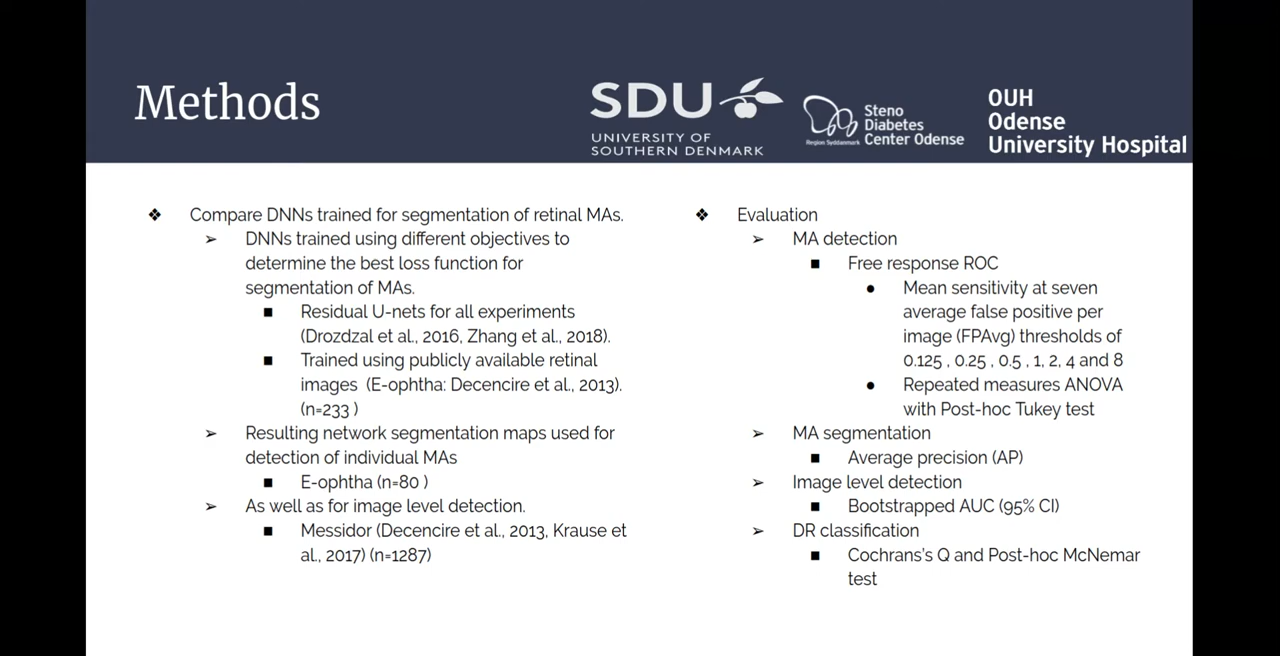 Methods
SDU
UNIVERSITY OF
SOUTHERN DENMARK
Region Syddanmark
Steno
Diabetes
Center Odense
OUH
Odense
University Hospital
❖ Compare DNNs trained for segmentation of retinal MAs.
➢ DNNs trained using different objectives to
determine the best loss function for
segmentation of MAs.
■ Residual U-nets for all experiments
(Drozdzal et al., 2016, Zhang et al., 2018).
■ Trained using publicly available retinal
images (E-ophtha: Decencire et al., 2013).
(n=233 )
➢ Resulting network segmentation maps used for
detection of individual MAs
■ E-ophtha (n=80 )
➢ As well as for image level detection.
■ Messidor (Decencire et al., 2013, Krause et
al., 2017) (n=1287)
❖ Evaluation
➢ MA detection
■ Free response ROC
● Mean sensitivity at seven
average false positive per
image (FPAvg) thresholds of
0.125 , 0.25 , 0.5 , 1, 2, 4 and 8
● Repeated measures ANOVA
with Post-hoc Tukey test
➢ MA segmentation
■ Average precision (AP)
➢ Image level detection
■ Bootstrapped AUC (95% CI)
➢ DR classification
■ Cochrans's Q and Post-hoc McNemar
test